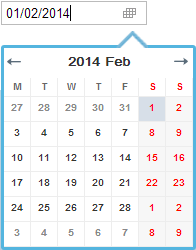 01/02/2014
2014 Feb
M T W T F S S
27 28 29 30 31 1 2
3 4 5 6 7 8 9
10 11 12 13 14 15 16
17 18 19 20 21 22 23
24 25 26 27 28 1 2
3 4 5 6 7 8 9